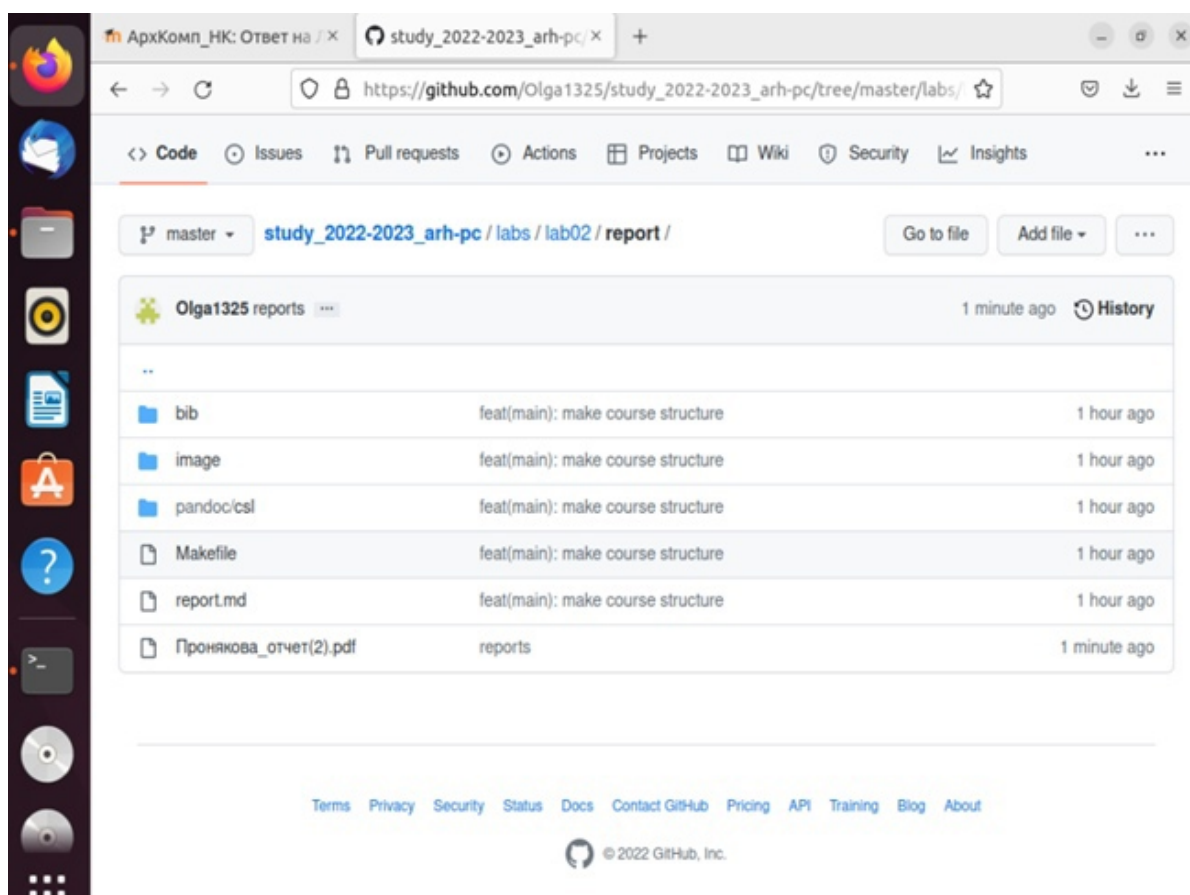 АрхКомп_НК: Ответ на Л
study_2022-2023_arh-pc/
https://github.com/Olga1325/study_2022-2023_arh-pc/tree/master/labs/
Code Issues Pull requests Actions Projects Wiki Security Insights ...
master study_2022-2023_arh-pc / labs / lab02 / report / Go to file Add file ...
Olga1325 reports ... 1 minute ago History
..
bib feat(main): make course structure 1 hour ago
image feat(main): make course structure 1 hour ago
pandoc/csl feat(main): make course structure 1 hour ago
Makefile feat(main): make course structure 1 hour ago
report.md feat(main): make course structure 1 hour ago
Пронякова_отчет(2).pdf reports 1 minute ago
Terms Privacy Security Status Docs Contact GitHub Pricing API Training Blog About
© 2022 GitHub, Inc.